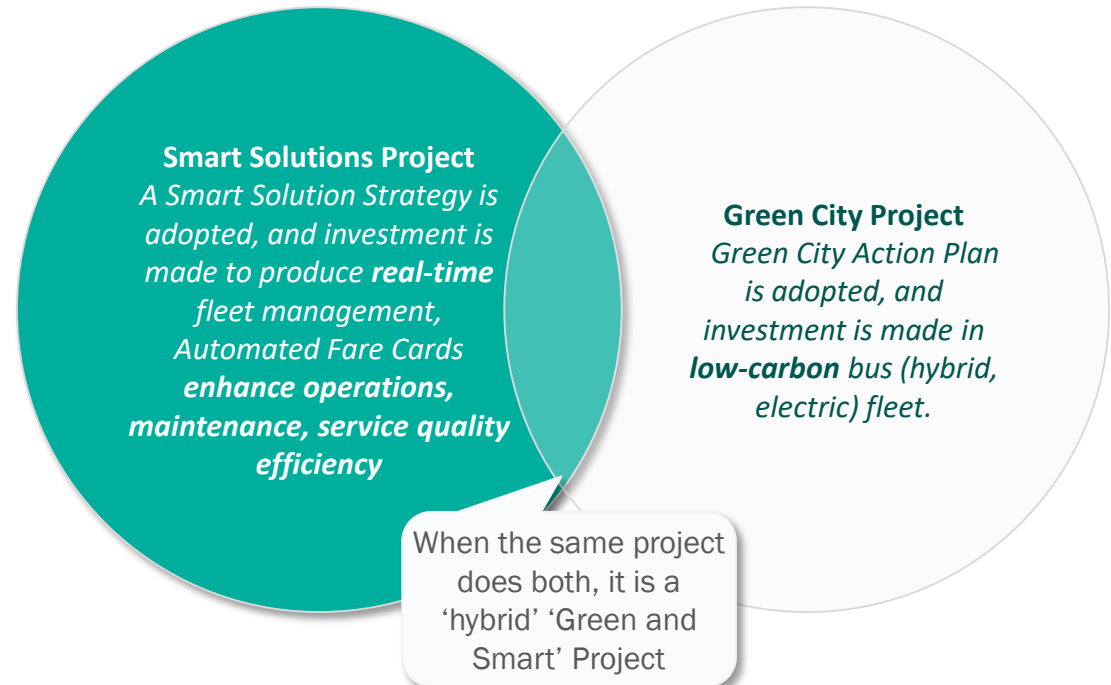 Smart Solutions Project
A Smart Solution Strategy is
adopted, and investment is
made to produce real-time
fleet management,
Automated Fare Cards
enhance operations,
maintenance, service quality
efficiency
Green City Project
Green City Action Plan
is adopted, and
investment is made in
low-carbon bus (hybrid,
electric) fleet.
When the same project
does both, it is a
‘hybrid’ ‘Green and
Smart’ Project